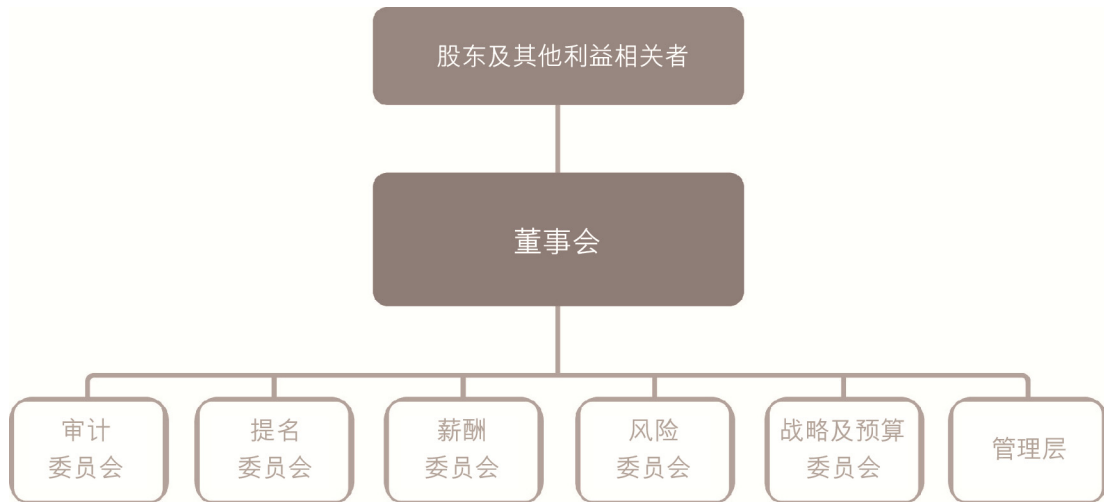 股东及其他利益相关者
董事会
审计
委员会
提名
委员会
薪酬
委员会
风险
委员会
战略及预算
委员会
管理层